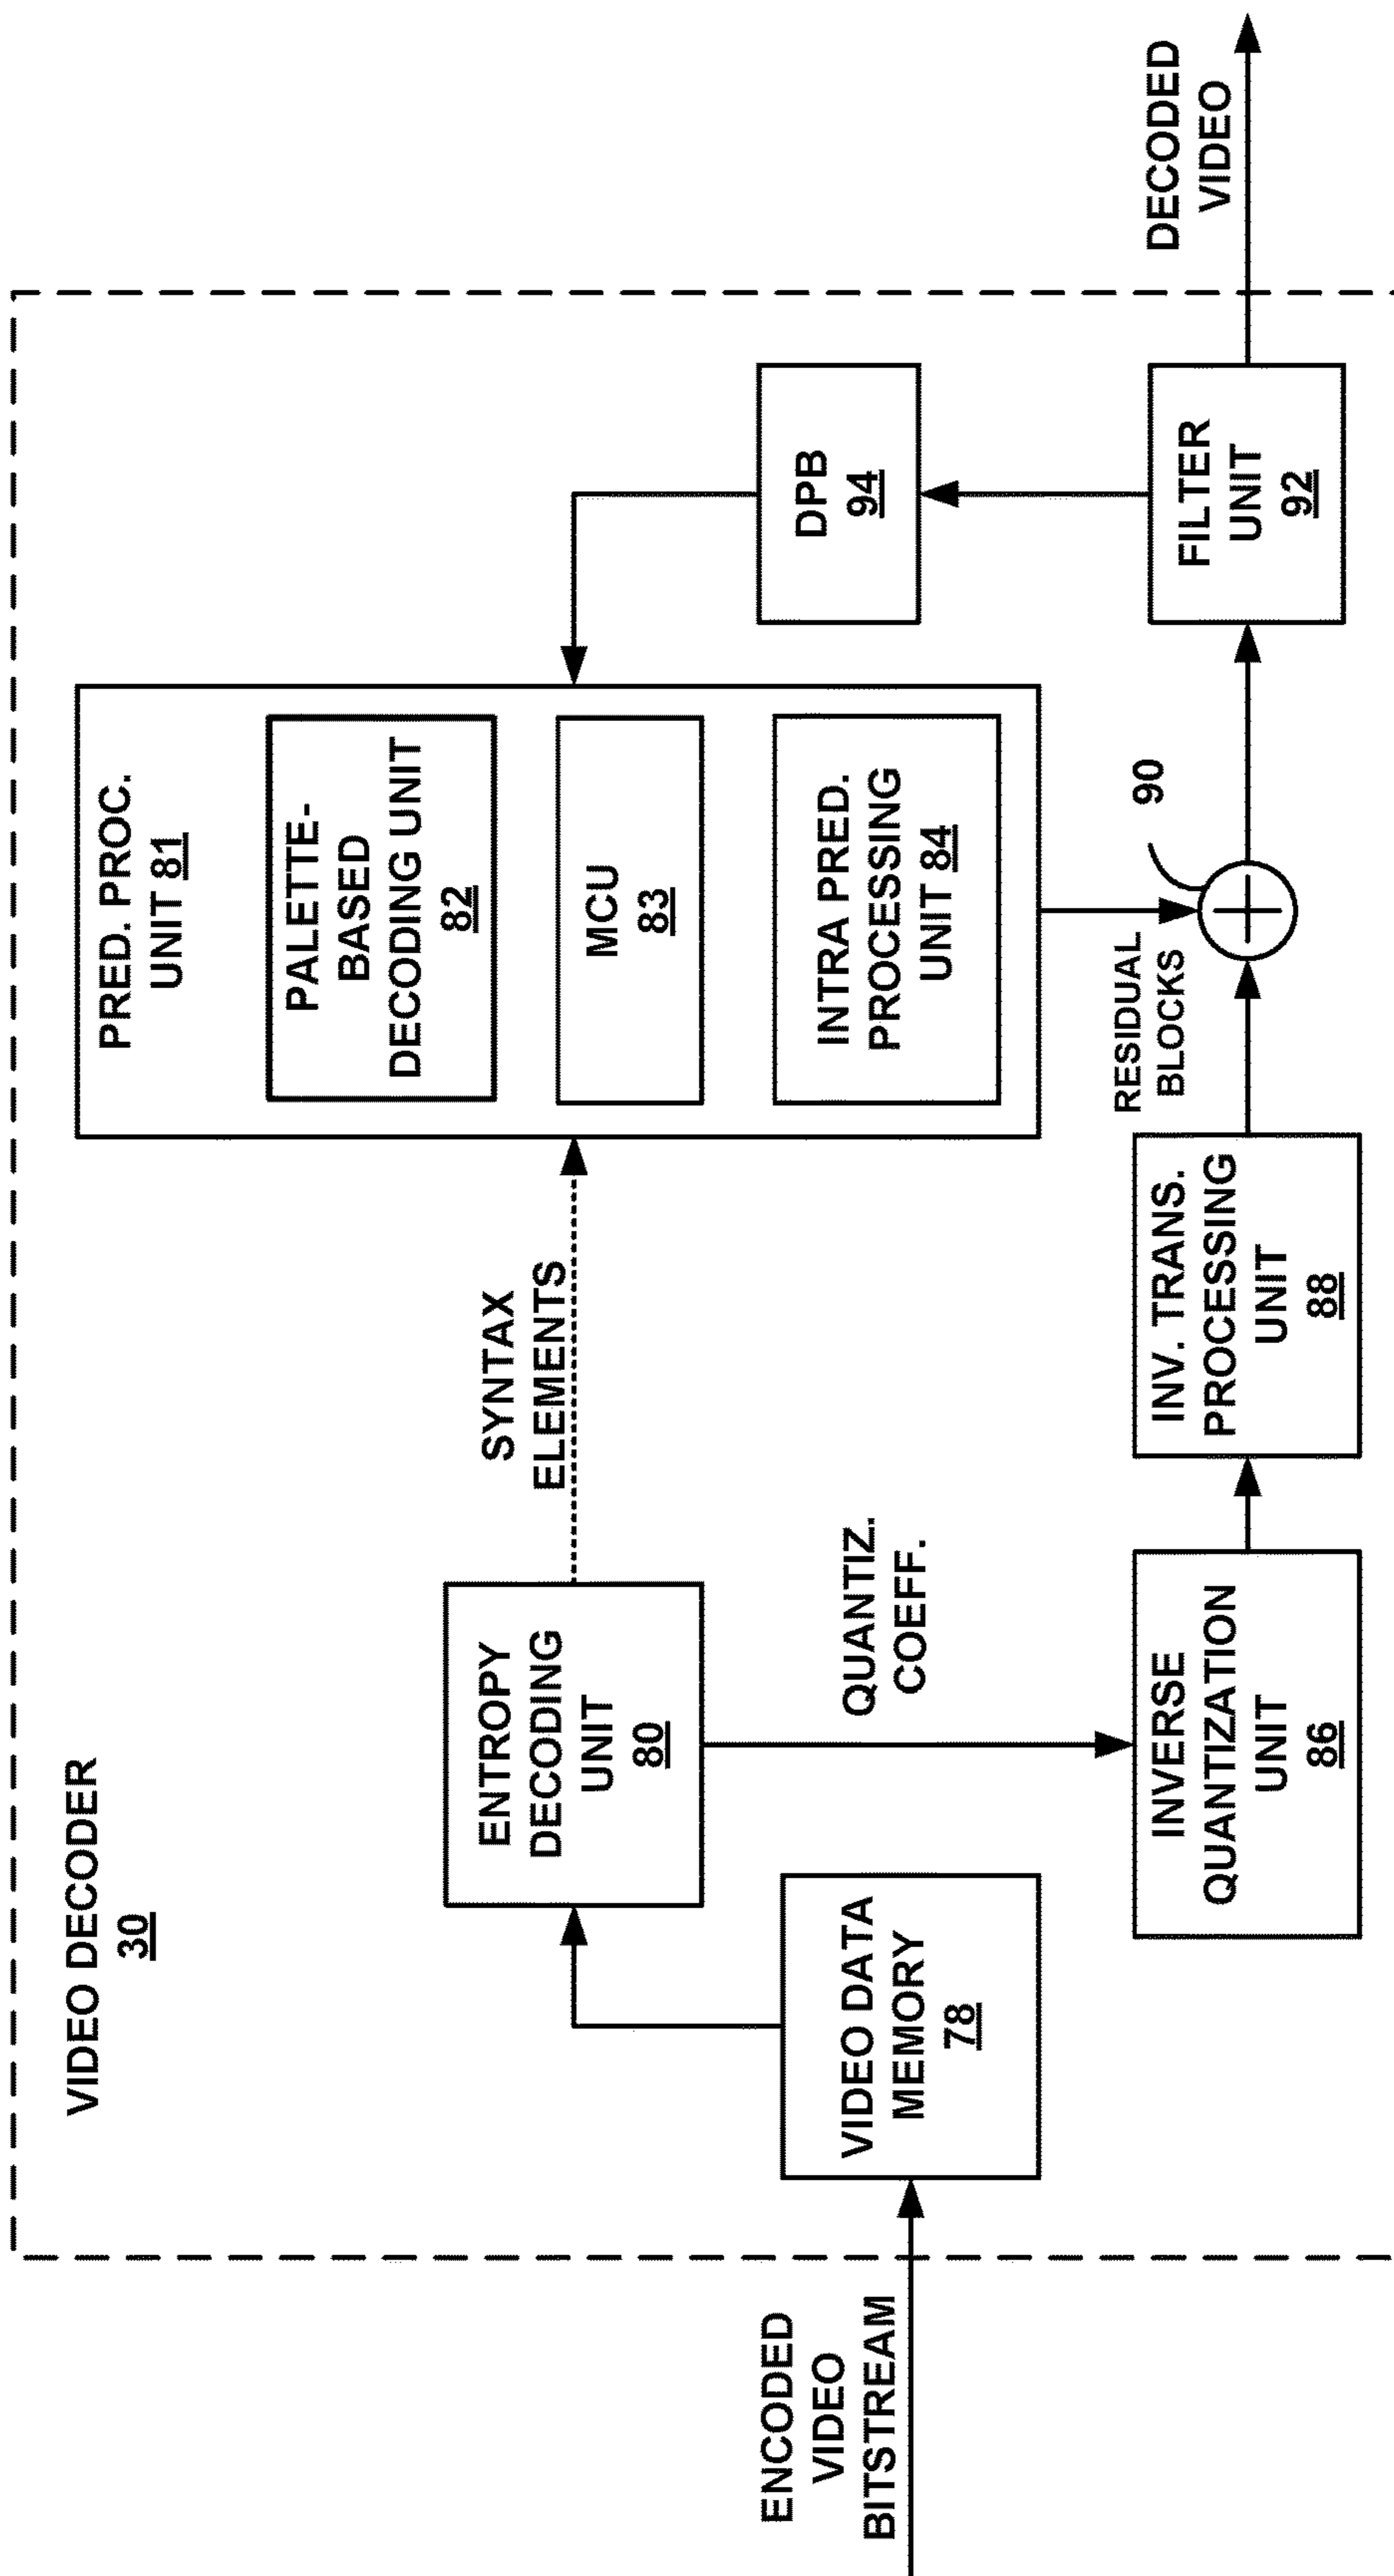 VIDEO DECODER
30
ENCODED
VIDEO
BITSTREAM
VIDEO DATA
MEMORY
78
ENTROPY
DECODING
UNIT
80
SYNTAX
ELEMENTS
QUANTIZ.
COEFF.
INVERSE
QUANTIZATION
UNIT
86
INV. TRANS.
PROCESSING
UNIT
88
RESIDUAL
BLOCKS
90
PRED. PROC.
UNIT 81
PALETTE-
BASED
DECODING UNIT
82
MCU
83
INTRA PRED.
PROCESSING
UNIT 84
DPB
94
FILTER
UNIT
92
DECODED
VIDEO